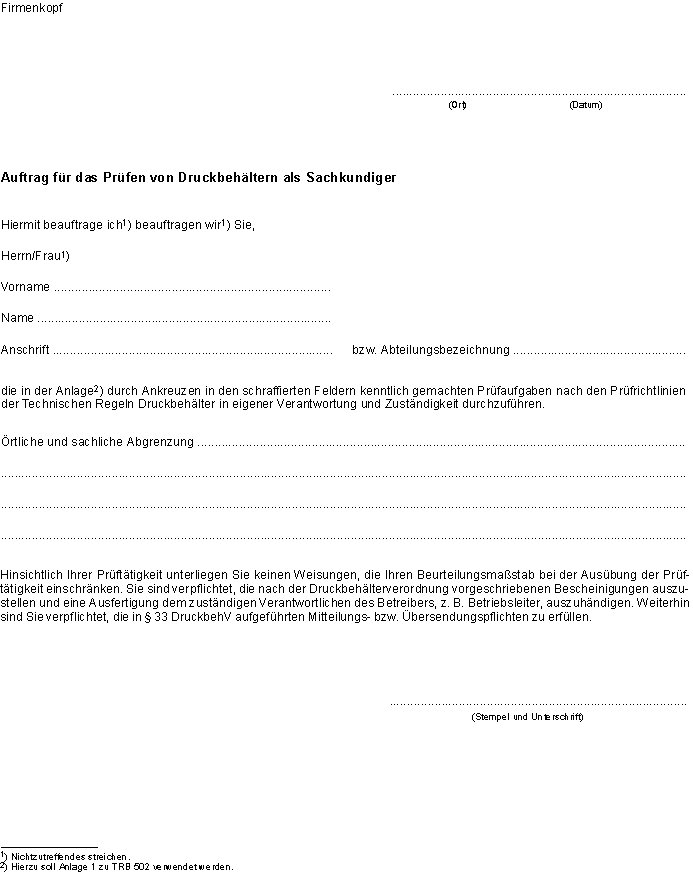 Firmenkopf
................................................................................
(Ort) (Datum)
Auftrag für das Prüfen von Druckbehältern als Sachkundiger
Hiermit beauftrage ich¹) beauftragen wir¹) Sie,
Herrn/Frau¹)
Vorname ................................................................................
Name ................................................................................
Anschrift ................................................................................ bzw. Abteilungsbezeichnung ..................................................
die in der Anlage²) durch Ankreuzen in den schraffierten Feldern kenntlich gemachten Prüfaufgaben nach den Prüfrichtlinien
der Technischen Regeln Druckbehälter in eigener Verantwortung und Zuständigkeit durchzuführen.
Örtliche und sachliche Abgrenzung ................................................................................
................................................................................
................................................................................
................................................................................
Hinsichtlich Ihrer Prüftätigkeit unterliegen Sie keinen Weisungen, die Ihren Beurteilungsmaßstab bei der Ausübung der Prüf-
tätigkeit einschränken. Sie sind verpflichtet, die nach der Druckbehälterverordnung vorgeschriebenen Bescheinigungen auszu-
stellen und eine Ausfertigung dem zuständigen Verantwortlichen des Betreibers, z. B. Betriebsleiter, auszuhändigen. Weiterhin
sind Sie verpflichtet, die in § 33 DruckbehV aufgeführten Mitteilungs- bzw. Übersendungspflichten zu erfüllen.
................................................................................
(Stempel und Unterschrift)
¹) Nichtzutreffendes streichen.
²) Hierzu soll Anlage 1 zu TRB 502 verwendet werden.